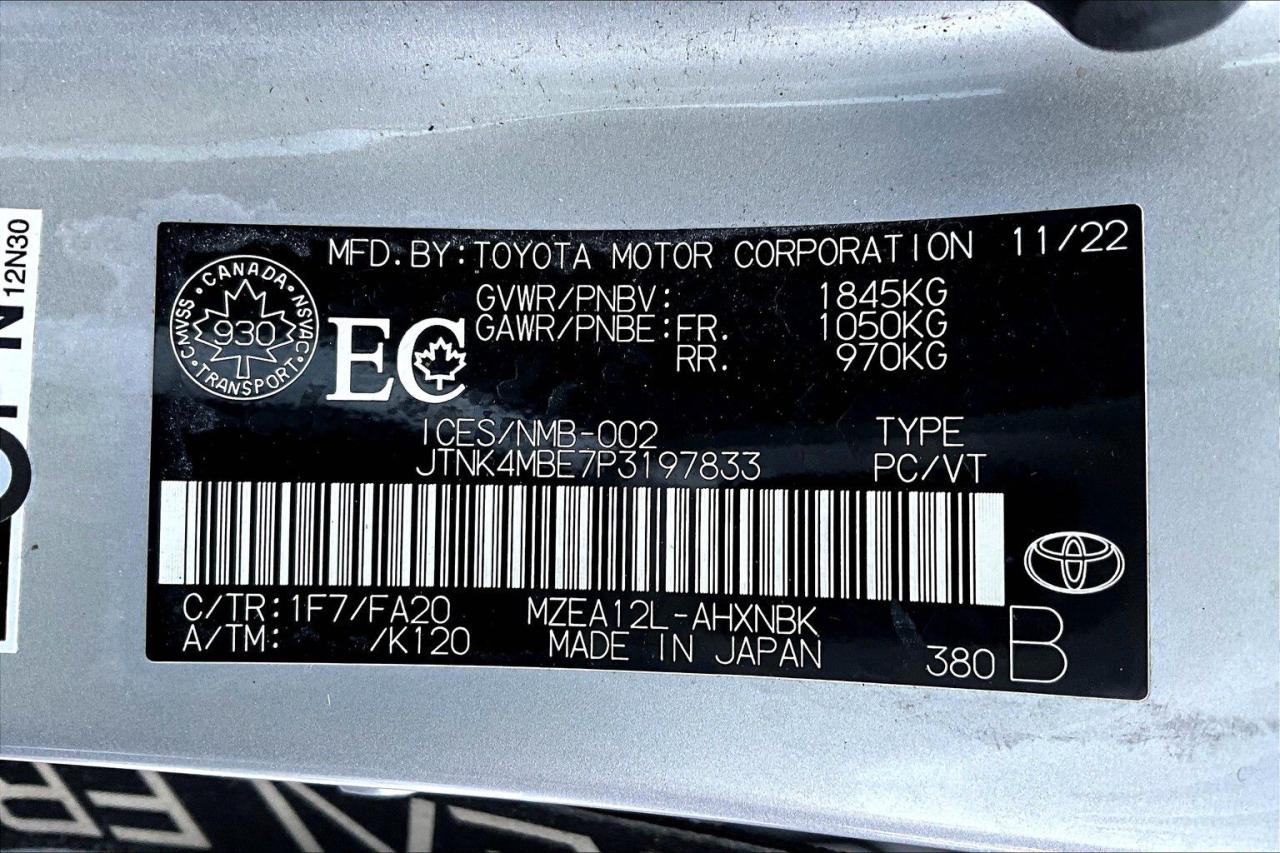 12N30
MFD.BY:TOYOTA MOTOR CORPORATION 11/22
GVWR/PNBV: 1845KG
GAWR/PNBE:FR. 1050KG
RR. 970KG
CANADA
CMVSS NSVAC
930
TRANSPORT
EC
ICES/NMB-002 TYPE
JTNK4MBE7P3197833 PC/VT
C/TR:1F7/FA20 MZEA12L-AHXNBK
A/TM: /K120 MADE IN JAPAN
380 B